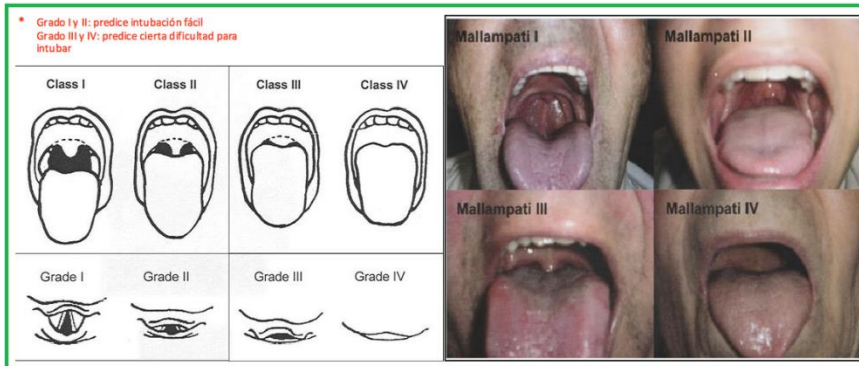 * Grado I y II: predice intubación fácil
Grado III y IV: predice cierta dificultad para
intubar
Class I
Class II
Class III
Class IV
Grade I
Grade II
Grade III
Grade IV
Mallampati I
Mallampati II
Mallampati III
Mallampati IV